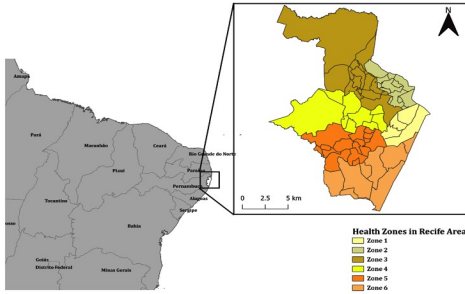 N
Amapa
Pará
Maranhão
Ceará
Rio Grande do Norte
Paraíba
Piauí
Pernambuco
Alagoas
Sergipe
Tocantins
Bahia
Goiás
Distrito Federal
Minas Gerais
0 2.5 5 km
Health Zones in Recife Area
Zone 1
Zone 2
Zone 3
Zone 4
Zone 5
Zone 6